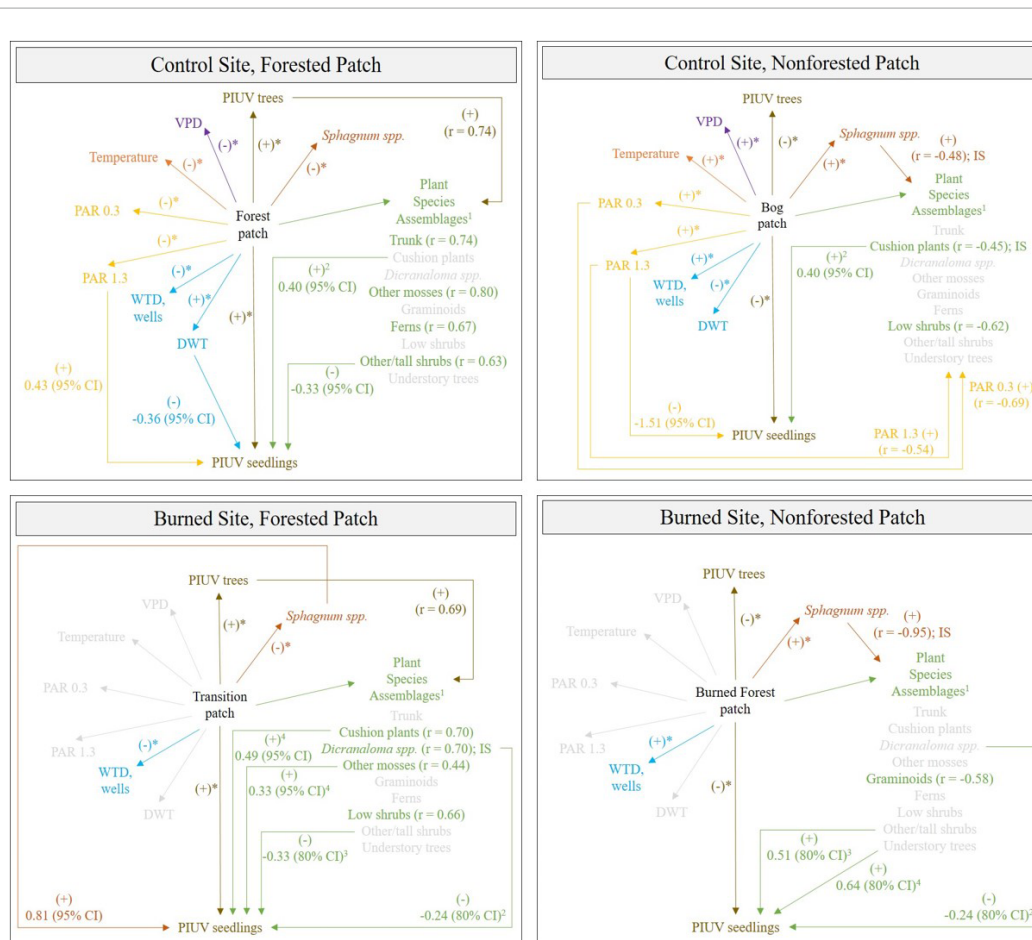 Control Site, Forested Patch
PIUV trees
(+)
(r = 0.74)
VPD
(-)*
(+)*
Sphagnum spp.
(-)*
Temperature
(-)*
Plant
Species
Assemblages¹
PAR 0.3
(-)*
Forest
patch
(-)*
PAR 1.3
(-)*
(+)*
WTD,
wells
DWT
(+)*
(+)²
0.40 (95% CI)
Trunk (r = 0.74)
Cushion plants
Dicranaloma spp.
Other mosses (r = 0.80)
Graminoids
Ferns (r = 0.67)
Low shrubs
Other/tall shrubs (r = 0.63)
Understory trees
(+)
0.43 (95% CI)
(-)
-0.36 (95% CI)
(-)
-0.33 (95% CI)
PIUV seedlings
Control Site, Nonforested Patch
PIUV trees
VPD
(+)*
(-)*
Sphagnum spp.
(+)*
(+)
(r = -0.48); IS
Temperature
(+)*
Plant
Species
Assemblages¹
PAR 0.3
(+)*
Bog
patch
(+)*
PAR 1.3
(+)*
(-)*
WTD,
wells
DWT
(-)*
(+)²
0.40 (95% CI)
Trunk
Cushion plants (r = -0.45); IS
Dicranaloma spp.
Other mosses
Graminoids
Ferns
Low shrubs (r = -0.62)
Other/tall shrubs
Understory trees
PAR 0.3 (+)
(r = -0.69)
(-)
-1.51 (95% CI)
PAR 1.3 (+)
(r = -0.54)
PIUV seedlings
Burned Site, Forested Patch
PIUV trees
(+)
(r = 0.69)
VPD
(+)*
Sphagnum spp.
(-)*
Temperature
Plant
Species
Assemblages¹
PAR 0.3
Transition
patch
PAR 1.3
(-)*
WTD,
wells
DWT
(+)*
Trunk
Cushion plants (r = 0.70)
Dicranaloma spp. (r = 0.70); IS
Other mosses (r = 0.44)
Graminoids
Ferns
Low shrubs (r = 0.66)
Other/tall shrubs
Understory trees
(+)⁴
0.49 (95% CI)
(+)
0.33 (95% CI)⁴
(-)
-0.33 (80% CI)³
(+)
0.81 (95% CI)
(-)
-0.24 (80% CI)²
PIUV seedlings
Burned Site, Nonforested Patch
PIUV trees
VPD
(-)*
Sphagnum spp.
(+)*
(+)
(r = -0.95); IS
Temperature
Plant
Species
Assemblages¹
PAR 0.3
Burned Forest
patch
PAR 1.3
(+)*
WTD,
wells
DWT
(-)*
Trunk
Cushion plants
Dicranaloma spp.
Other mosses
Graminoids (r = -0.58)
Ferns
Low shrubs
Other/tall shrubs
Understory trees
(+)
0.51 (80% CI)³
(+)
0.64 (80% CI)⁴
(-)
-0.24 (80% CI)²
PIUV seedlings